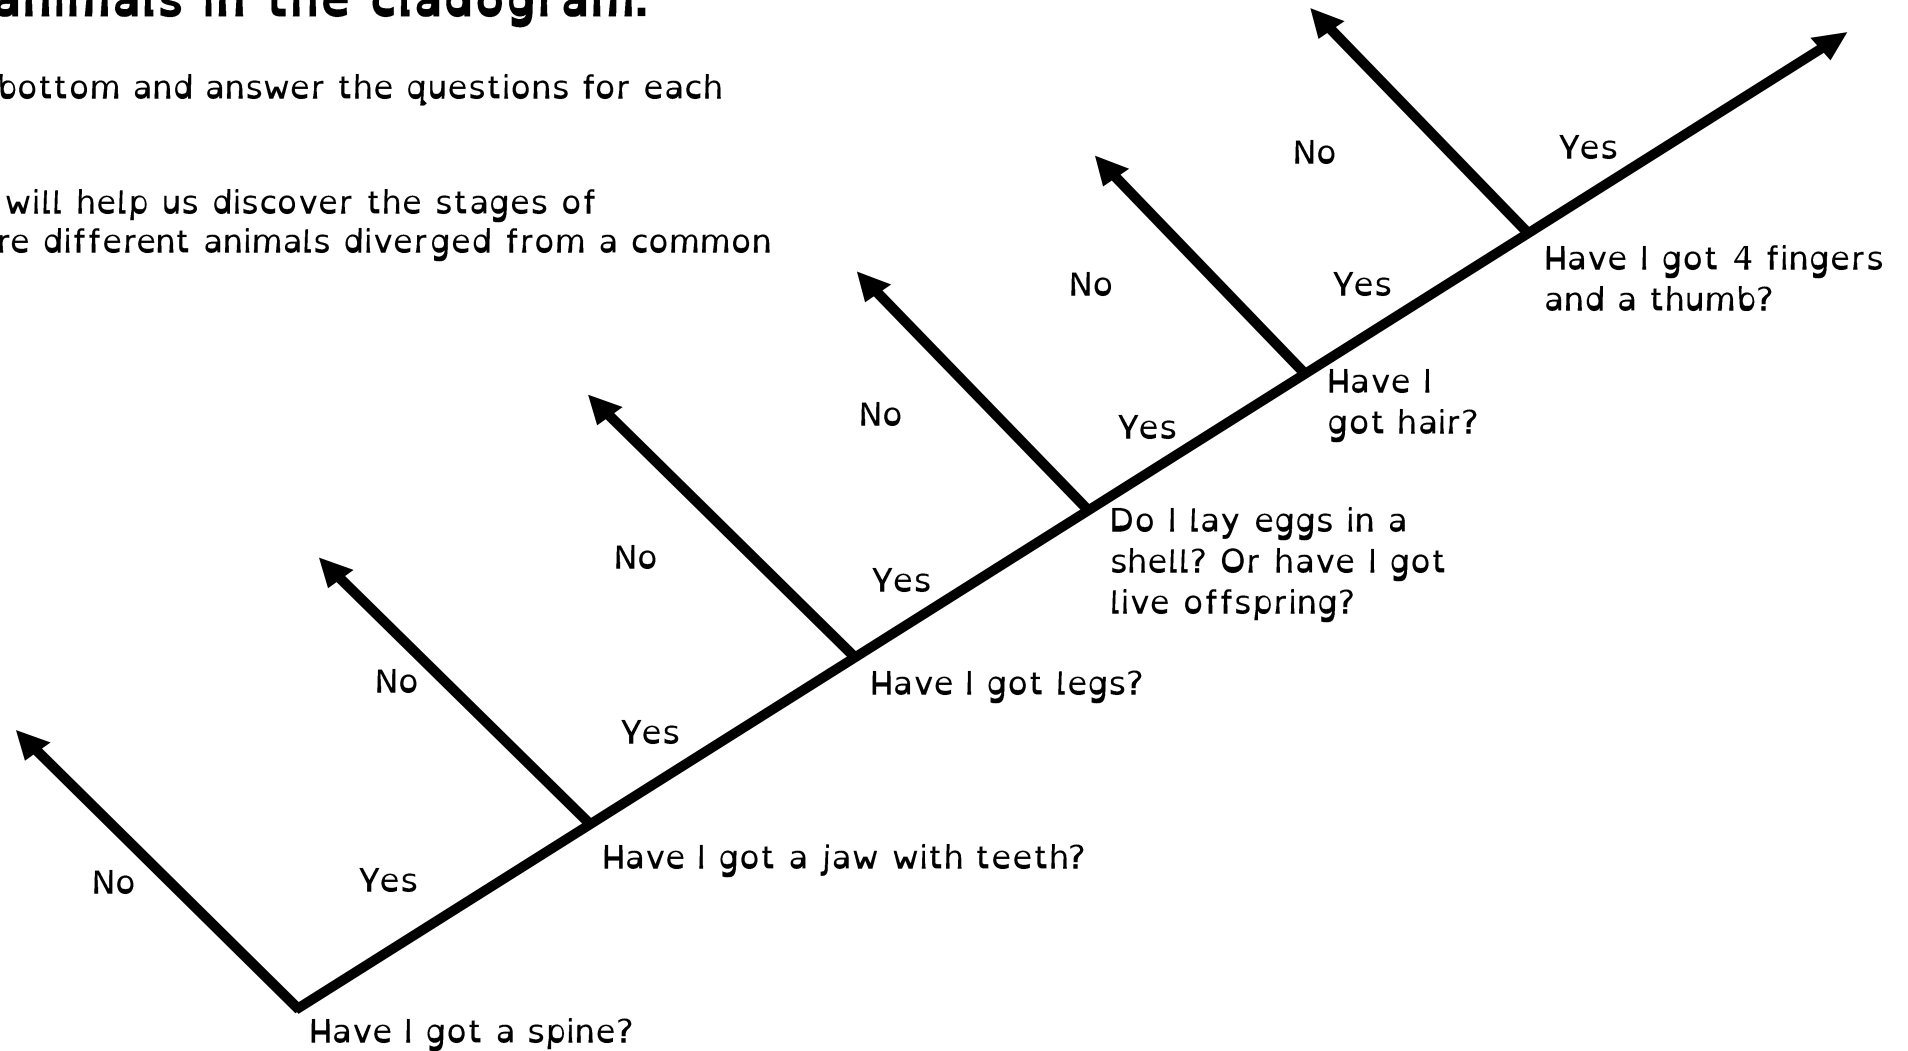 animals in the cladogram.
bottom and answer the questions for each
will help us discover the stages of
re different animals diverged from a common
No
Yes
Have I got 4 fingers
and a thumb?
No
Yes
Have I
got hair?
No
Yes
Do I lay eggs in a
shell? Or have I got
live offspring?
No
Yes
Have I got legs?
No
Yes
Have I got a jaw with teeth?
No
Yes
Have I got a spine?